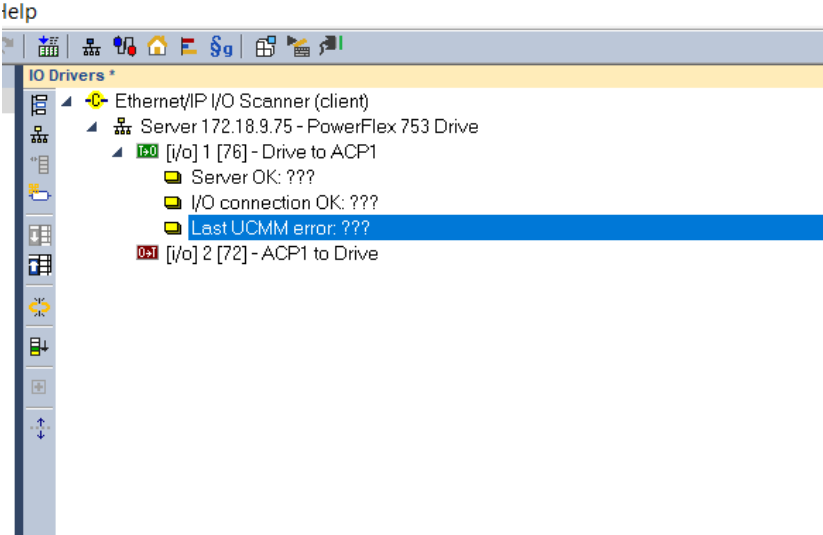 Help
§g
IO Drivers *
-C- Ethernet/IP I/O Scanner (client)
Server 172.18.9.75 - PowerFlex 753 Drive
T→O [i/o] 1 [76] - Drive to ACP1
Server OK: ???
I/O connection OK: ???
Last UCMM error: ???
O→T [i/o] 2 [72] - ACP1 to Drive